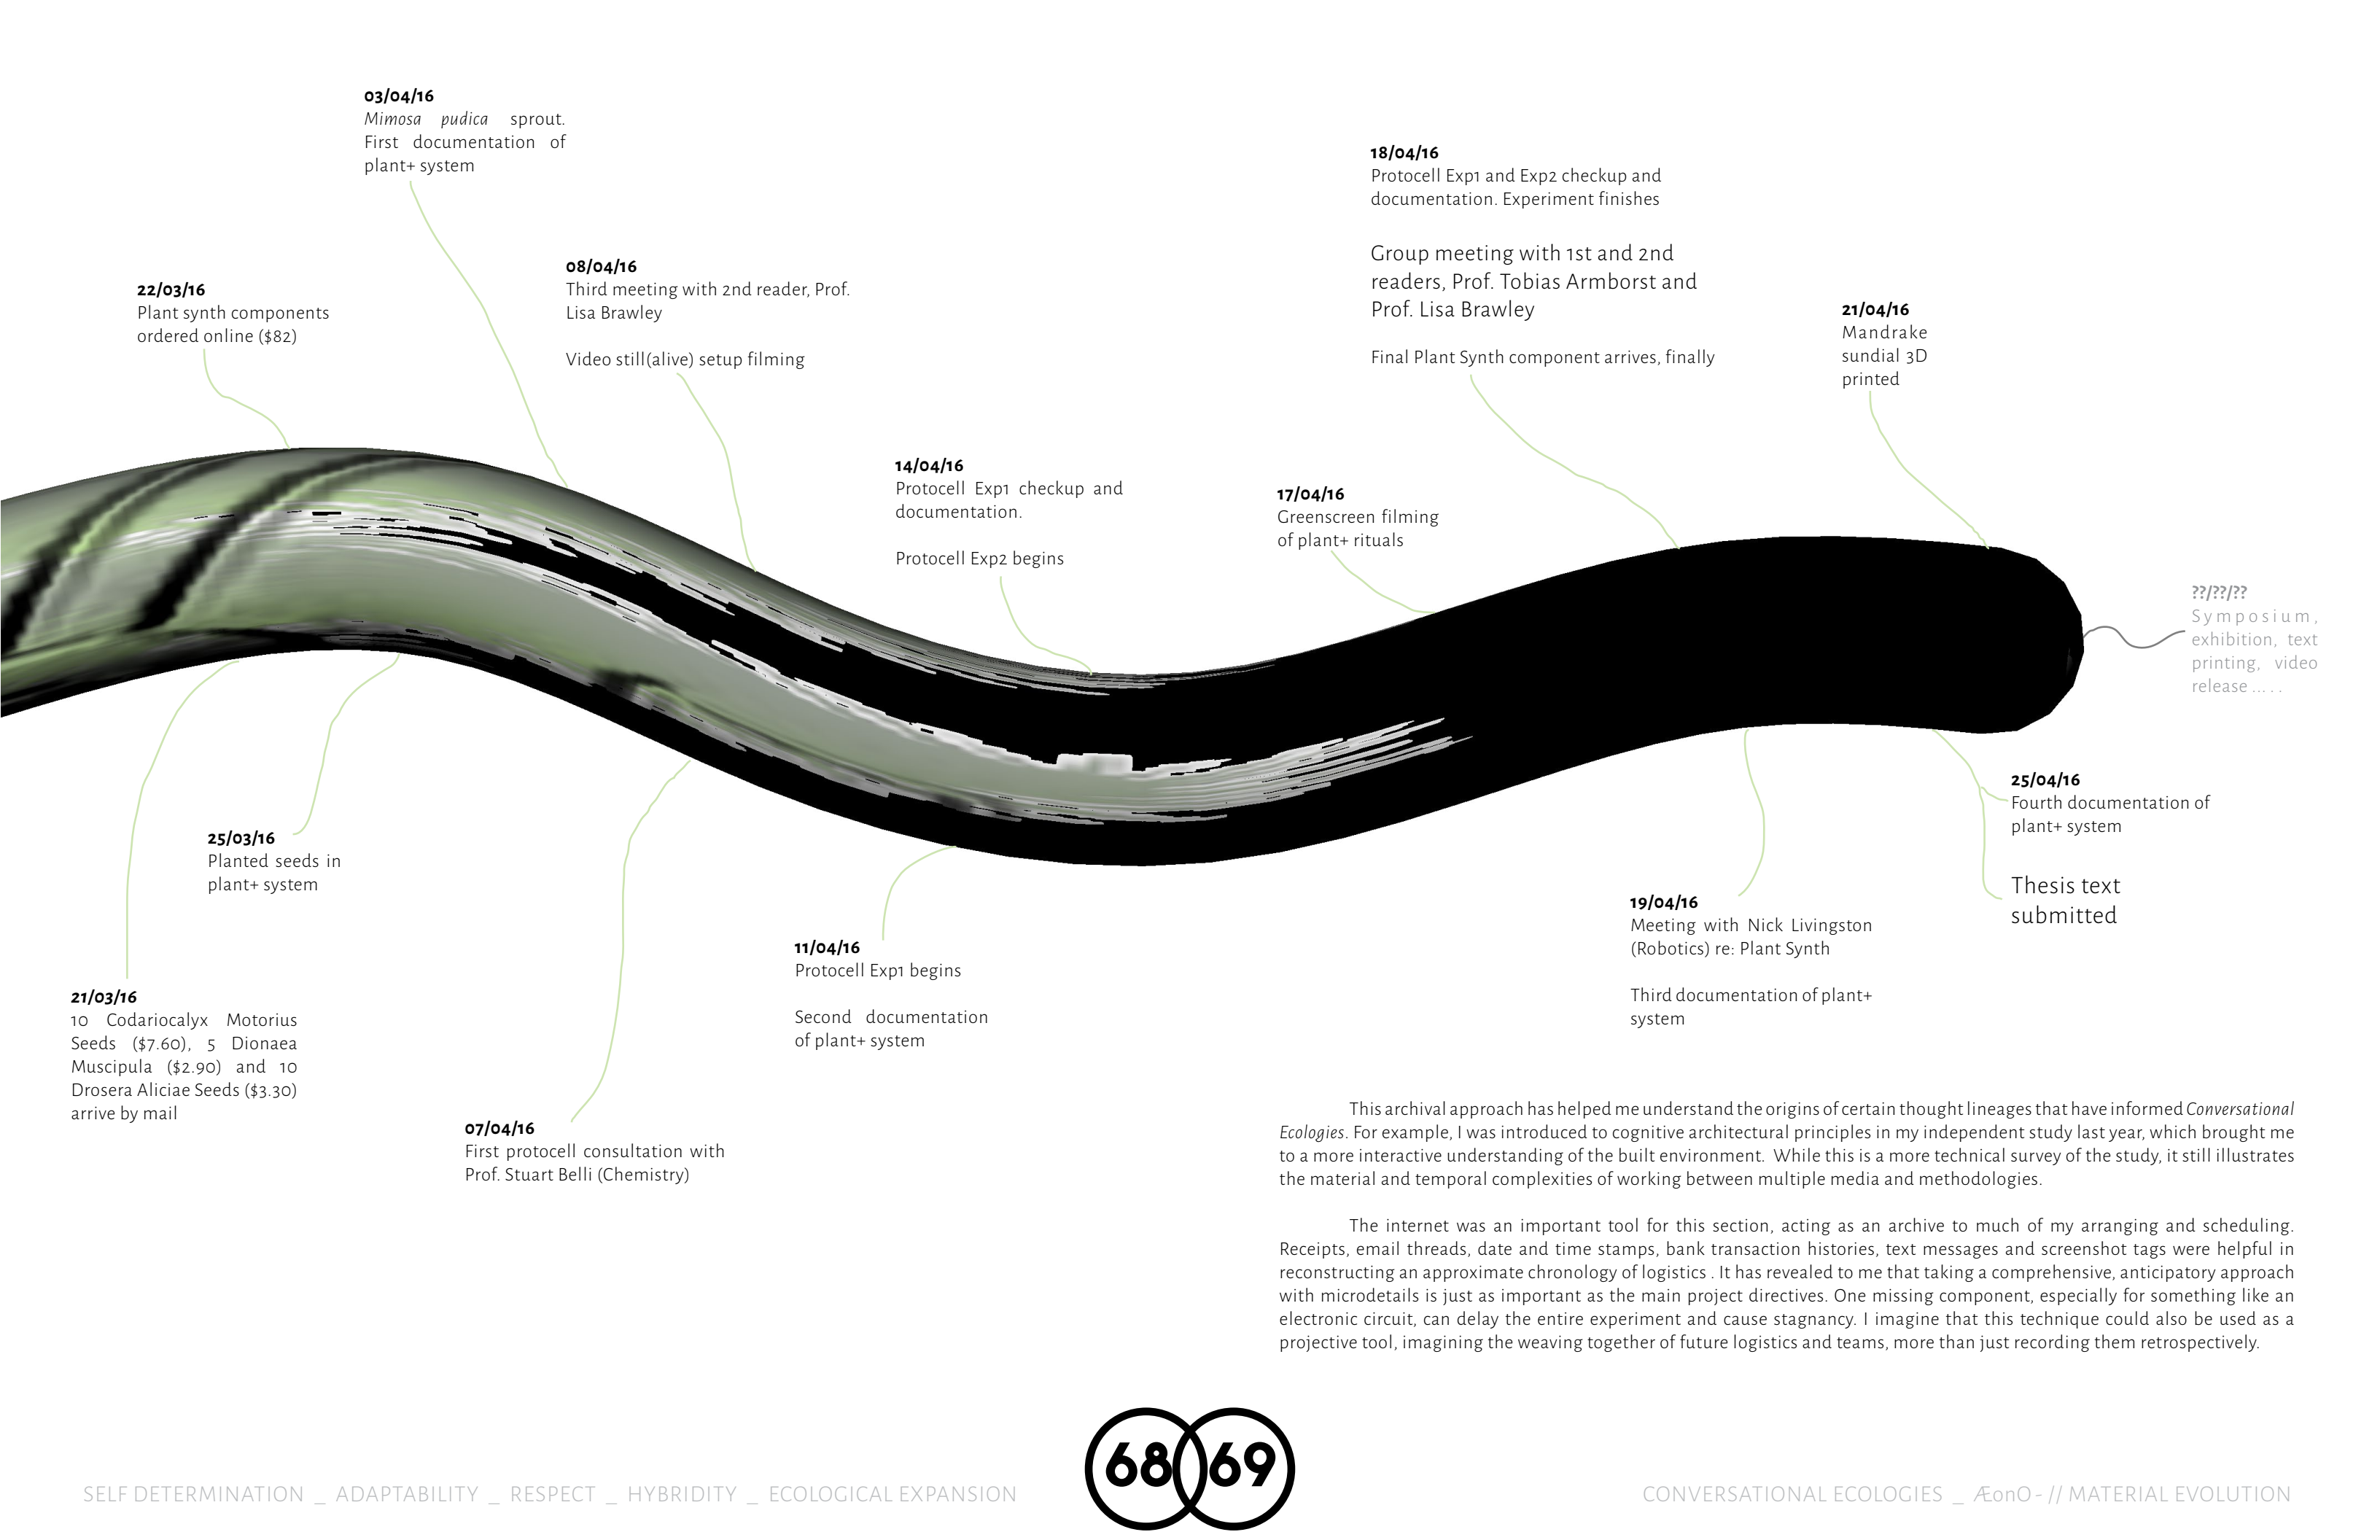 03/04/16
Mimosa pudica sprout.
First documentation of
plant+ system
18/04/16
Protocell Exp1 and Exp2 checkup and
documentation. Experiment finishes
Group meeting with 1st and 2nd
readers, Prof. Tobias Armborst and
Prof. Lisa Brawley
Final Plant Synth component arrives, finally
08/04/16
Third meeting with 2nd reader, Prof.
Lisa Brawley
Video still(alive) setup filming
22/03/16
Plant synth components
ordered online ($82)
21/04/16
Mandrake
sundial 3D
printed
14/04/16
Protocell Exp1 checkup and
documentation.
Protocell Exp2 begins
17/04/16
Greenscreen filming
of plant+ rituals
??/??/??
Symposium,
exhibition, text
printing, video
release ... . .
25/04/16
Fourth documentation of
plant+ system
Thesis text
submitted
25/03/16
Planted seeds in
plant+ system
19/04/16
Meeting with Nick Livingston
(Robotics) re: Plant Synth
Third documentation of plant+
system
11/04/16
Protocell Exp1 begins
Second documentation
of plant+ system
21/03/16
10 Codariocalyx Motorius
Seeds ($7.60), 5 Dionaea
Muscipula ($2.90) and 10
Drosera Aliciae Seeds ($3.30)
arrive by mail
07/04/16
First protocell consultation with
Prof. Stuart Belli (Chemistry)
This archival approach has helped me understand the origins of certain thought lineages that have informed Conversational
Ecologies. For example, I was introduced to cognitive architectural principles in my independent study last year, which brought me
to a more interactive understanding of the built environment. While this is a more technical survey of the study, it still illustrates
the material and temporal complexities of working between multiple media and methodologies.
The internet was an important tool for this section, acting as an archive to much of my arranging and scheduling.
Receipts, email threads, date and time stamps, bank transaction histories, text messages and screenshot tags were helpful in
reconstructing an approximate chronology of logistics . It has revealed to me that taking a comprehensive, anticipatory approach
with microdetails is just as important as the main project directives. One missing component, especially for something like an
electronic circuit, can delay the entire experiment and cause stagnancy. I imagine that this technique could also be used as a
projective tool, imagining the weaving together of future logistics and teams, more than just recording them retrospectively.
68 69
SELF DETERMINATION _ ADAPTABILITY _ RESPECT _ HYBRIDITY _ ECOLOGICAL EXPANSION
CONVERSATIONAL ECOLOGIES _ ÆonO - // MATERIAL EVOLUTION